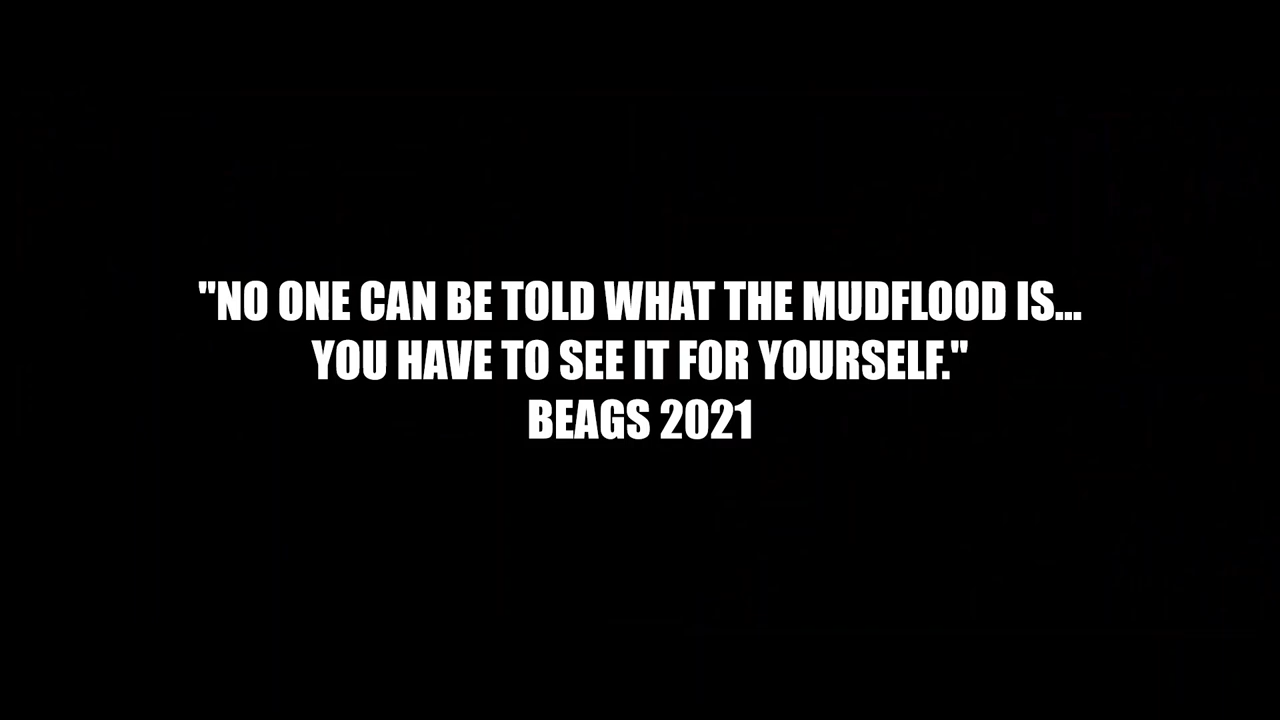 "NO ONE CAN BE TOLD WHAT THE MUDFLOOD IS...
YOU HAVE TO SEE IT FOR YOURSELF."
BEAGS 2021